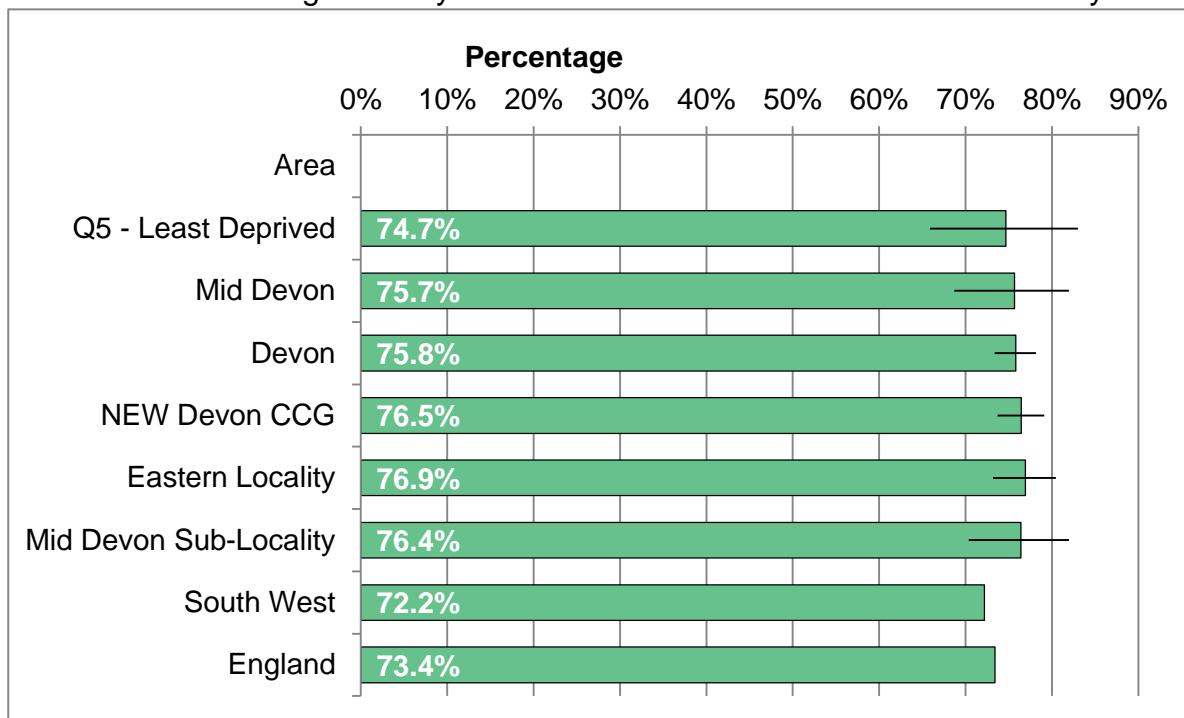 Percentage
0% 10% 20% 30% 40% 50% 60% 70% 80% 90%
Area
Q5 - Least Deprived 74.7%
Mid Devon 75.7%
Devon 75.8%
NEW Devon CCG 76.5%
Eastern Locality 76.9%
Mid Devon Sub-Locality 76.4%
South West 72.2%
England 73.4%